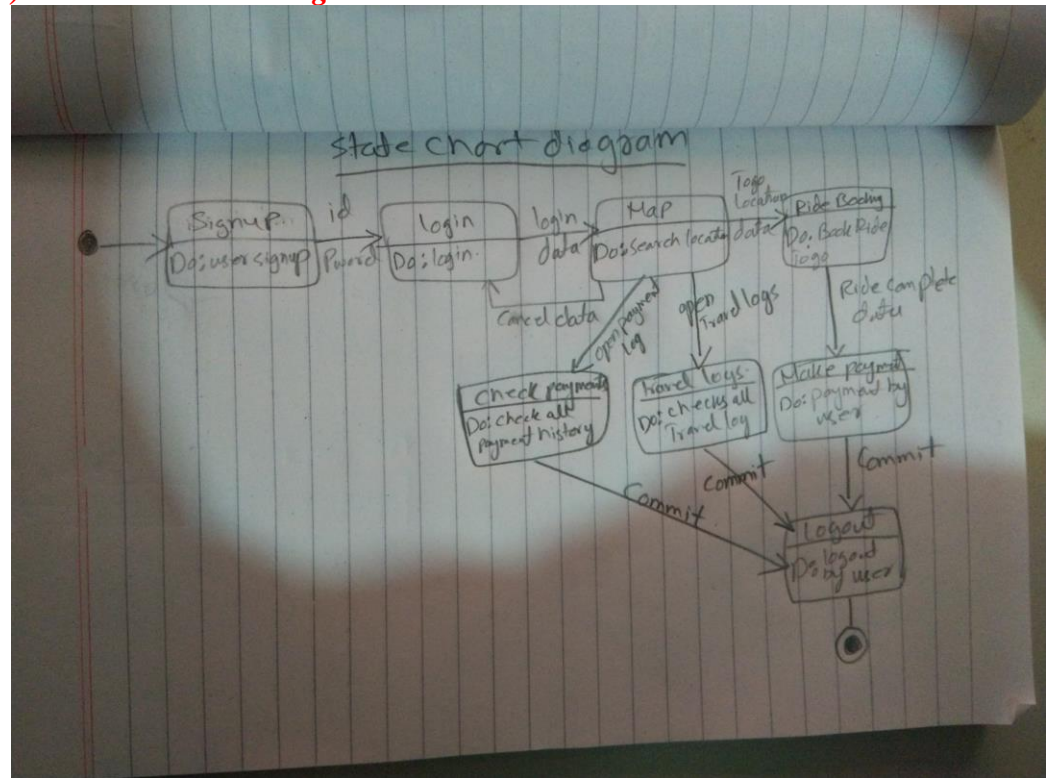 State chart diagram
Signup
Do: user signup
id
login
Do: login
login
data
Map
Do: search locatn
Togo
Location
data
Ride Booking
Do: Book Ride
Togo
Cancel data
open payment
log
open
Travel logs
Ride complete
data
check payments
Do: check all
payment history
Travel logs
Do: checks all
Travel log
Make payment
Do: payment by
user
Commit
Commit
Commit
Logout
Do: logout
by user